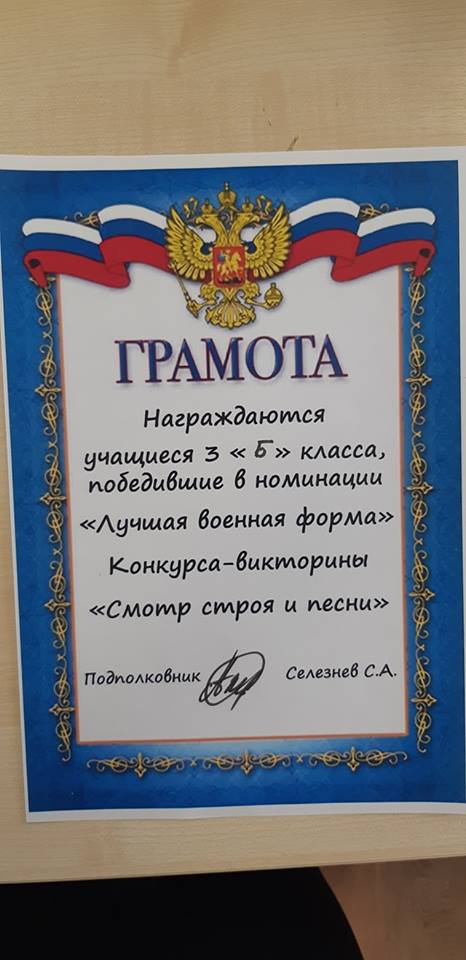 ГРАМОТА
Награждаются
учащиеся 3 «Б» класса,
победившие в номинации
«Лучшая военная форма»
Конкурса-викторины
«Смотр строя и песни»
Подполковник Селезнев С.А.